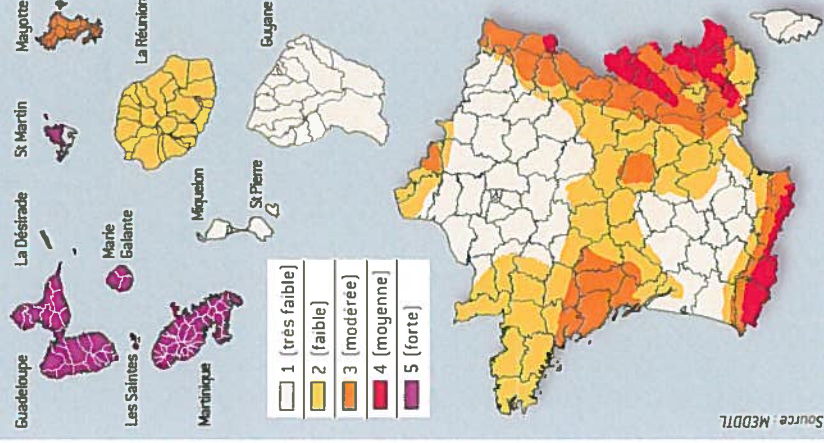 Guadeloupe
La Désirade
St Martin
Mayotte
Les Saintes
Marie
Galante
La Réunion
Martinique
Miquelon
St Pierre
Guyane
1 (très faible)
2 (faible)
3 (modérée)
4 (moyenne)
5 (forte)
Source : MEDDTL